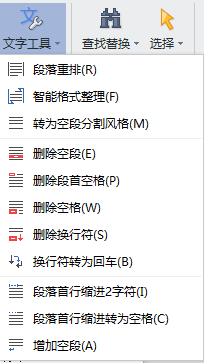 文字工具 查找替换 选择
段落重排(R)
智能格式整理(F)
转为空段分割风格(M)
删除空段(E)
删除段首空格(P)
删除空格(W)
删除换行符(S)
换行符转为回车(B)
段落首行缩进2字符(I)
段落首行缩进转为空格(C)
增加空段(A)